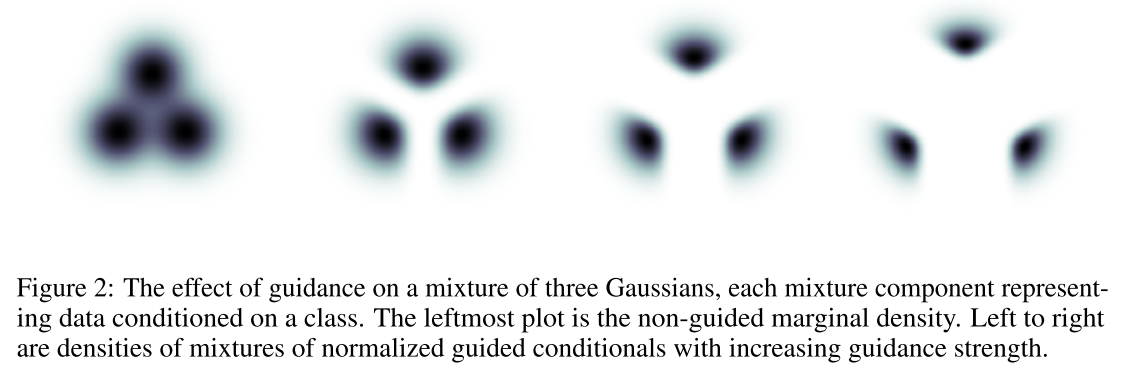 Figure 2: The effect of guidance on a mixture of three Gaussians, each mixture component represent-
ing data conditioned on a class. The leftmost plot is the non-guided marginal density. Left to right
are densities of mixtures of normalized guided conditionals with increasing guidance strength.